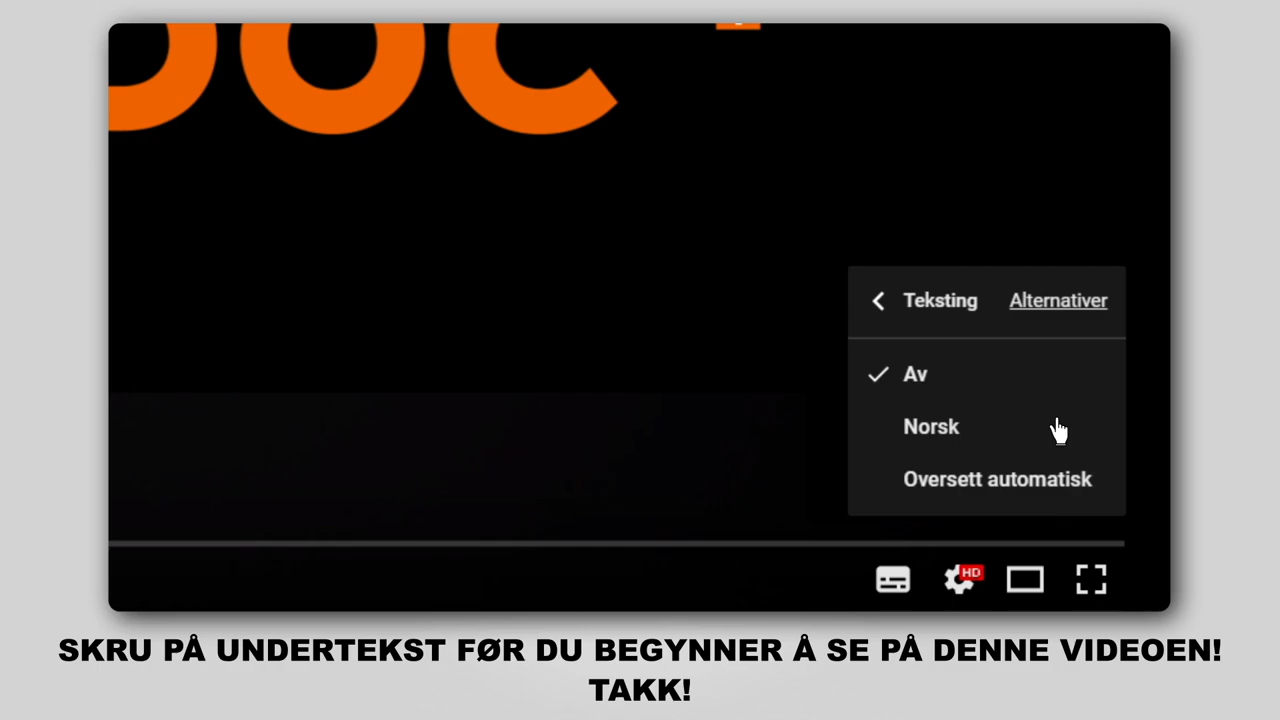 Teksting Alternativer
Av
Norsk
Oversett automatisk
HD
SKRU PÅ UNDERTEKST FØR DU BEGYNNER Å SE PÅ DENNE VIDEOEN!
TAKK!